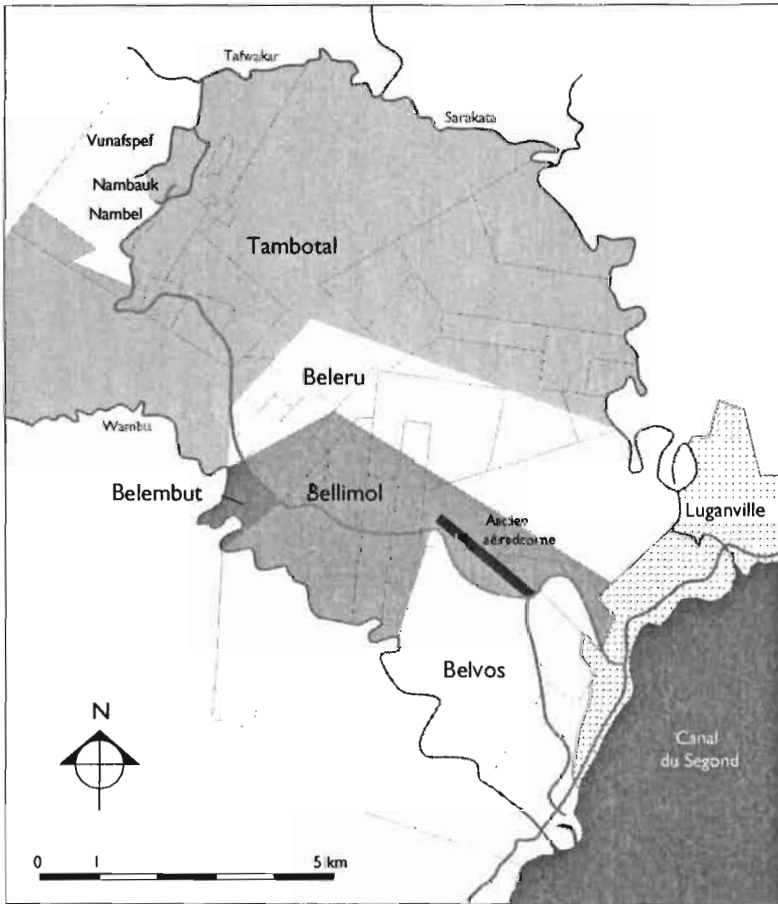 Tafwakar
Sarakata
Vunafspef
Nambauk
Nambel
Tambotal
Beleru
Wambu
Belembut
Bellimol
Luganville
Ancien
aérodrome
Belvos
N
Canal
du Segond
0 1 5 km